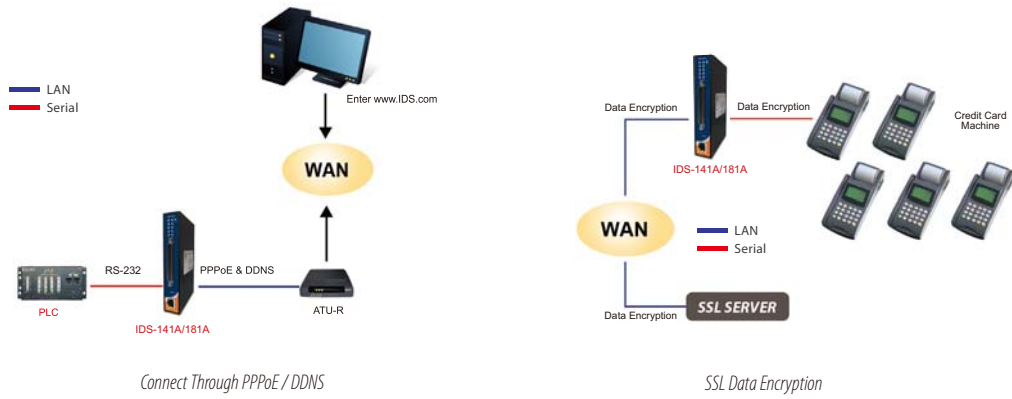 LAN
Serial
Enter www.IDS.com
WAN
RS-232
PPPoE & DDNS
PLC
IDS-141A/181A
ATU-R
Connect Through PPPoE / DDNS
Data Encryption
Data Encryption
Credit Card
Machine
IDS-141A/181A
WAN
LAN
Serial
Data Encryption
SSL SERVER
SSL Data Encryption